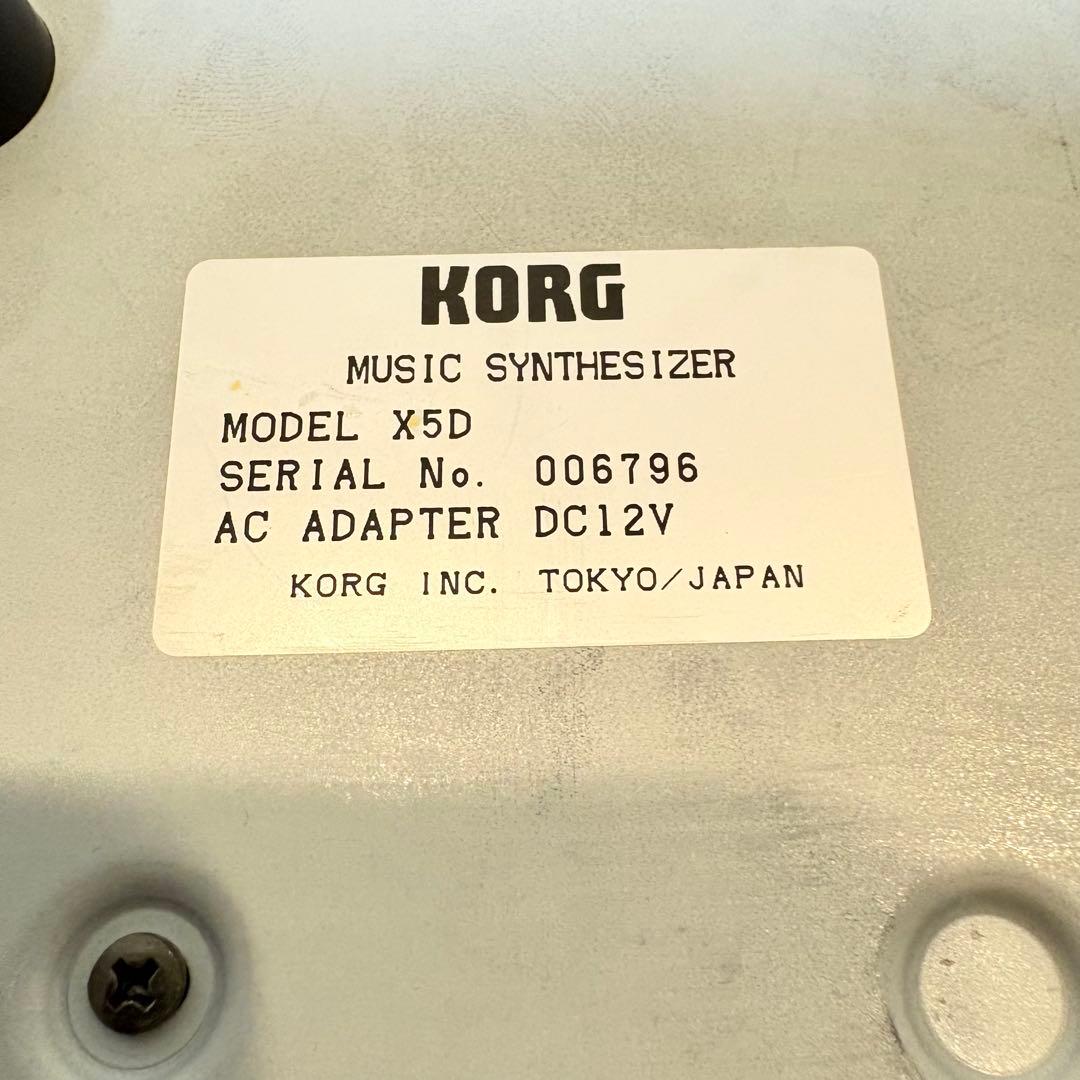 KORG
MUSIC SYNTHESIZER
MODEL X5D
SERIAL No. 006796
AC ADAPTER DC12V
KORG INC. TOKYO/JAPAN